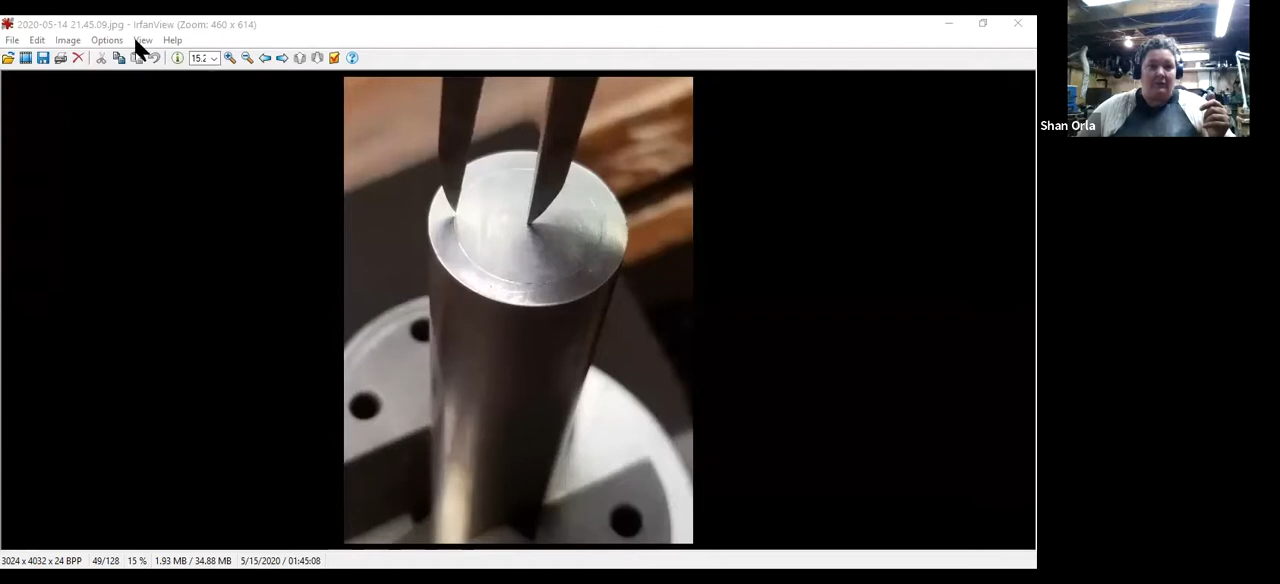 2020-05-14 21.45.09.jpg - IrfanView (Zoom: 460 x 614)
File Edit Image Options View Help
15.2
Shan Orla
3024 x 4032 x 24 BPP 49/128 15 % 1.93 MB / 34.88 MB 5/15/2020 / 01:45:08